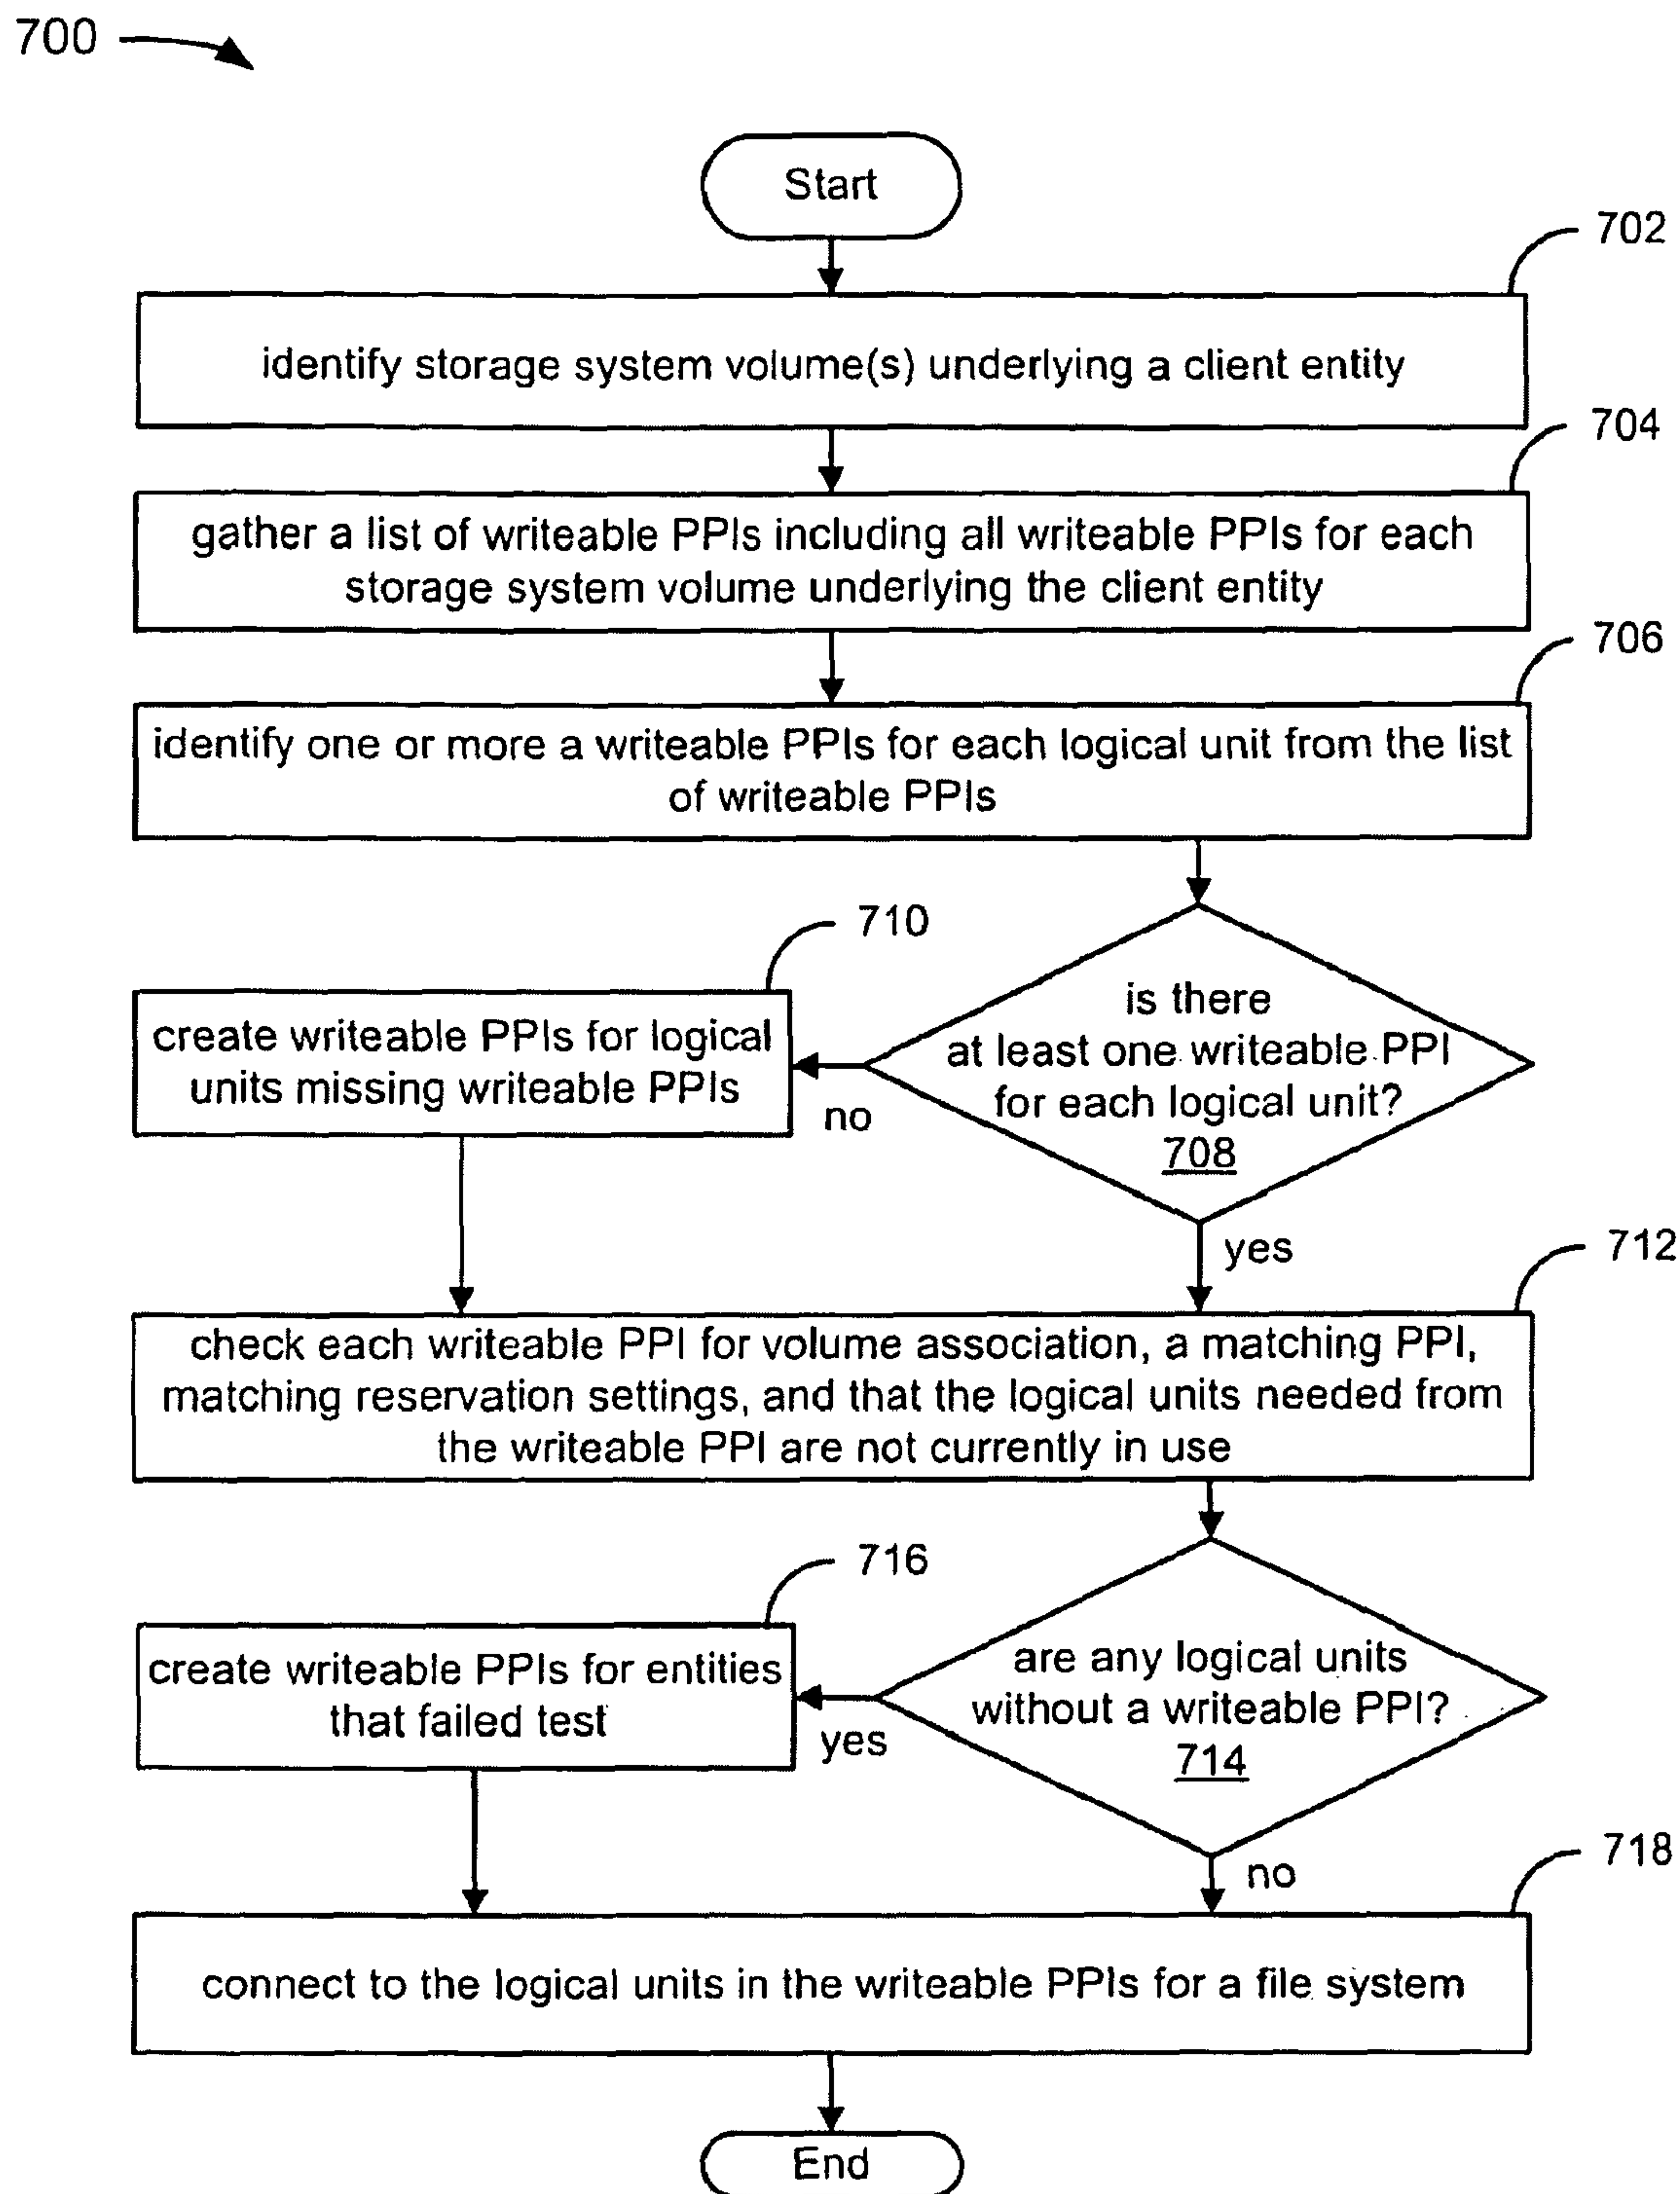 700
Start
702
identify storage system volume(s) underlying a client entity
704
gather a list of writeable PPIs including all writeable PPIs for each
storage system volume underlying the client entity
706
identify one or more a writeable PPIs for each logical unit from the list
of writeable PPIs
710
is there
at least one writeable PPI
for each logical unit?
708
create writeable PPIs for logical
units missing writeable PPIs
no
yes
712
check each writeable PPI for volume association, a matching PPI,
matching reservation settings, and that the logical units needed from
the writeable PPI are not currently in use
716
are any logical units
without a writeable PPI?
714
create writeable PPIs for entities
that failed test
yes
no
718
connect to the logical units in the writeable PPIs for a file system
End